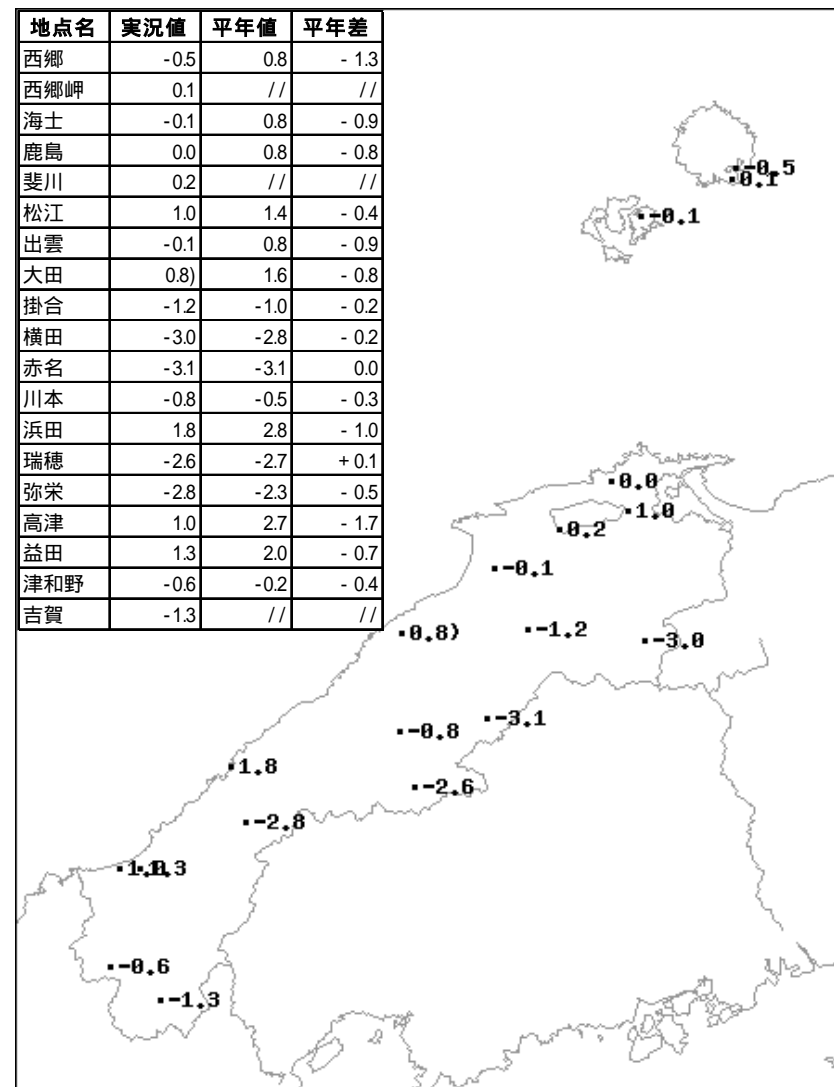 地点名 実況値 平年値 平年差
西郷 -0.5 0.8 - 1.3
西郷岬 0.1 // //
海士 -0.1 0.8 - 0.9
鹿島 0.0 0.8 - 0.8
斐川 0.2 // //
松江 1.0 1.4 - 0.4
出雲 -0.1 0.8 - 0.9
大田 0.8) 1.6 - 0.8
掛合 -1.2 -1.0 - 0.2
横田 -3.0 -2.8 - 0.2
赤名 -3.1 -3.1 0.0
川本 -0.8 -0.5 - 0.3
浜田 1.8 2.8 - 1.0
瑞穂 -2.6 -2.7 + 0.1
弥栄 -2.8 -2.3 - 0.5
高津 1.0 2.7 - 1.7
益田 1.3 2.0 - 0.7
津和野 -0.6 -0.2 - 0.4
吉賀 -1.3 // //
-0.5
0.1
-0.1
0.0
1.0
0.2
-0.1
0.8)
-1.2
-3.0
-3.1
-0.8
1.8
-2.6
-2.8
1.3
-0.6
-1.3